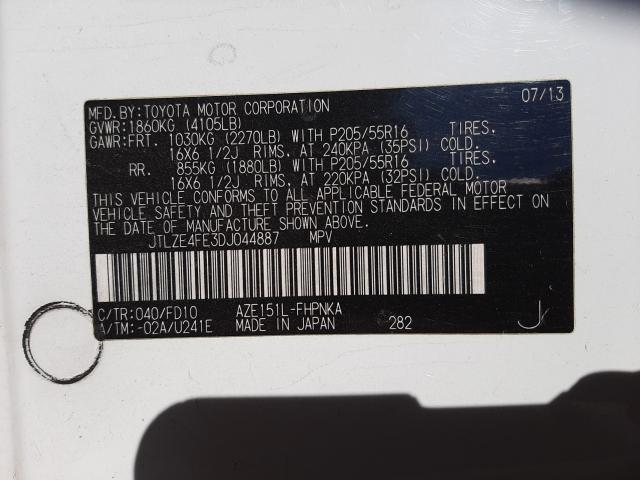 MFD.BY:TOYOTA MOTOR CORPORATION 07/13
GVWR:1860KG (4105LB)
GAWR:FRT. 1030KG (2270LB) WITH P205/55R16 TIRES,
16X6 1/2J RIMS, AT 240KPA (35PSI) COLD.
RR. 855KG (1880LB) WITH P205/55R16 TIRES,
16X6 1/2J RIMS, AT 220KPA (32PSI) COLD.
THIS VEHICLE CONFORMS TO ALL APPLICABLE FEDERAL MOTOR
VEHICLE SAFETY AND THEFT PREVENTION STANDARDS IN EFFECT ON
THE DATE OF MANUFACTURE SHOWN ABOVE.
JTLZE4FE3DJ044887 MPV
C/TR:040/FD10 AZE151L-FHPNKA
A/TM:-02A/U241E MADE IN JAPAN 282 J